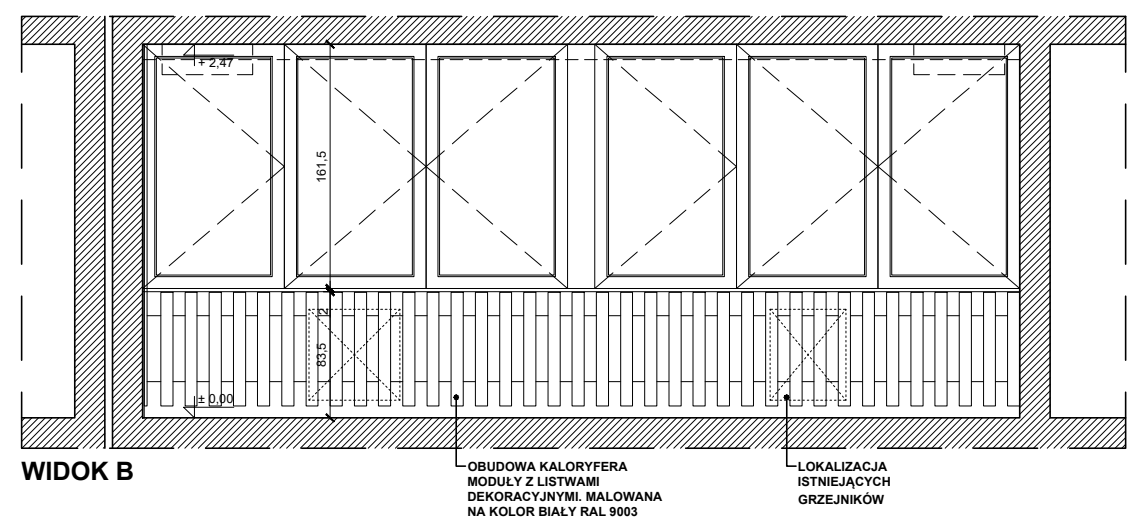 + 2,47
161,5
2
83,5
± 0,00
WIDOK B
OBUDOWA KALORYFERA
MODUŁY Z LISTWAMI
DEKORACYJNYMI. MALOWANA
NA KOLOR BIAŁY RAL 9003
LOKALIZACJA
ISTNIEJĄCYCH
GRZEJNIKÓW